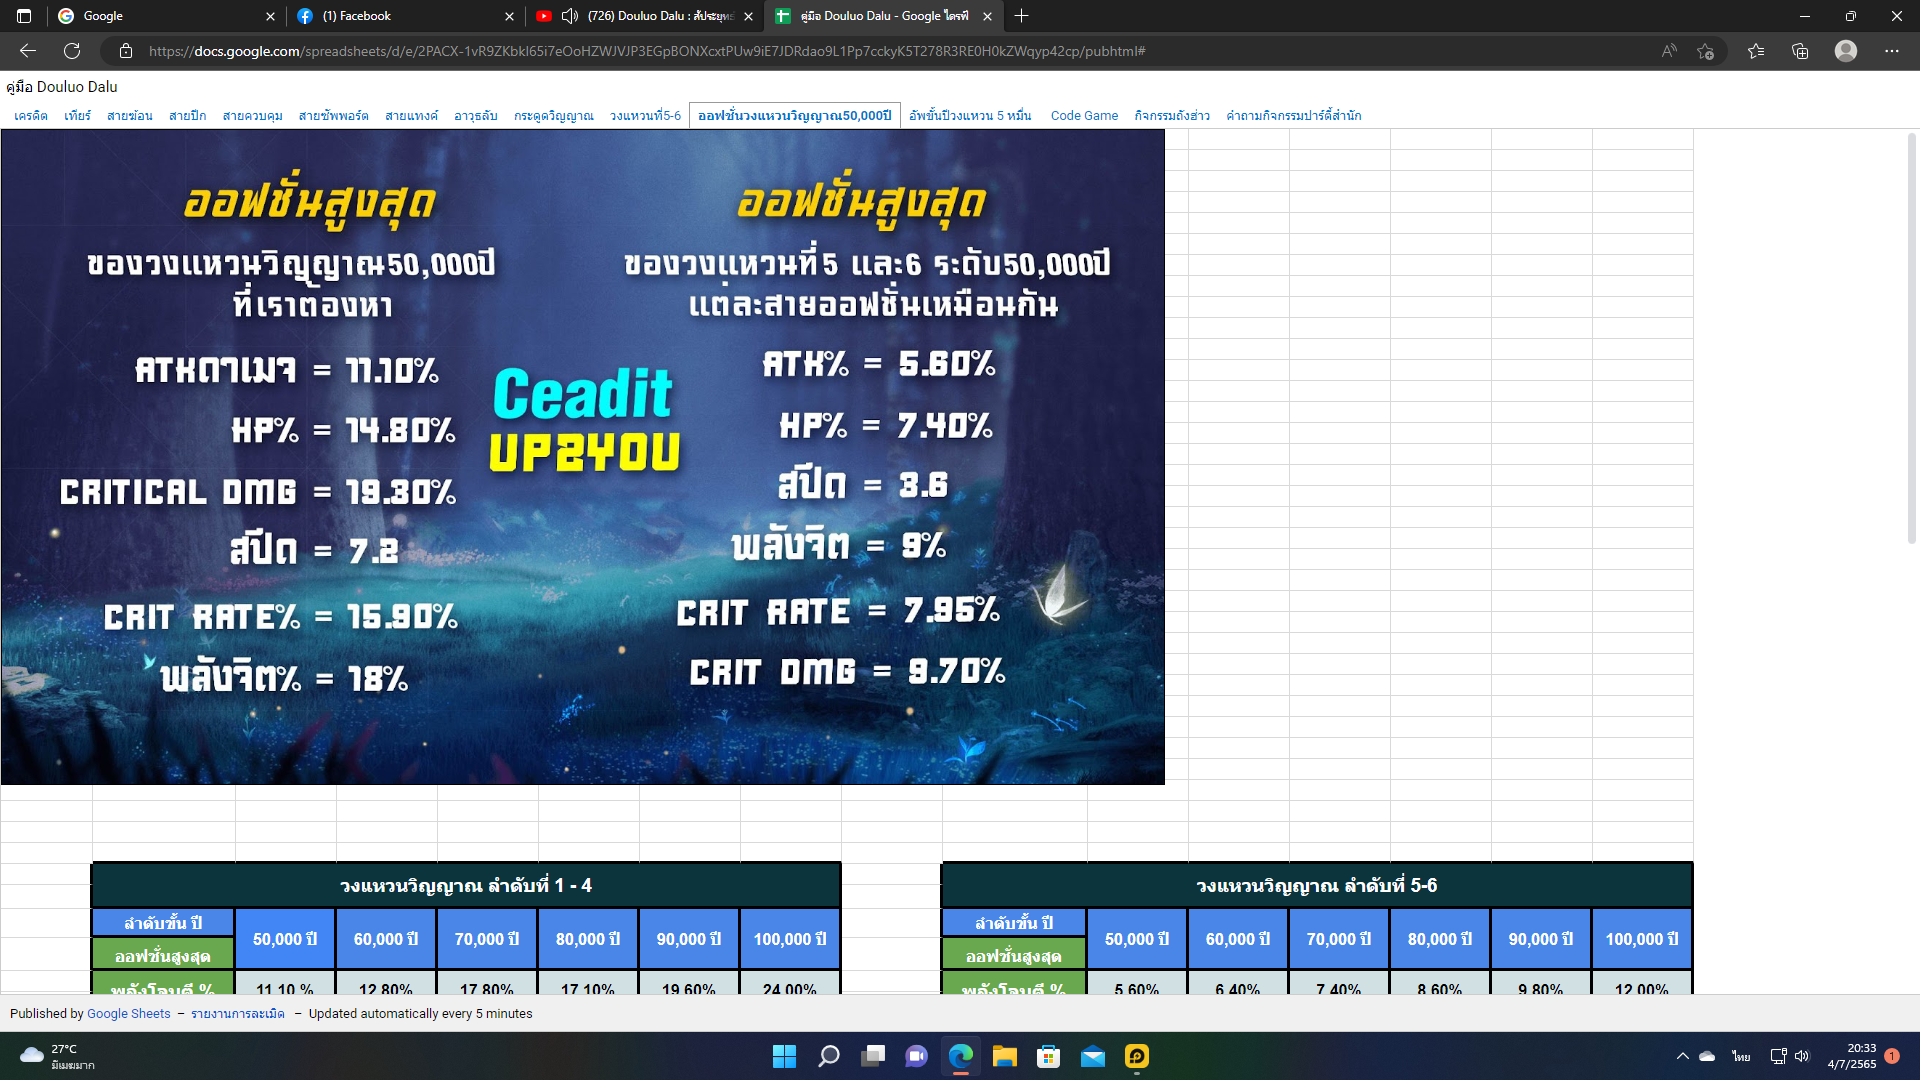 Google
(1) Facebook
(726) Douluo Dalu : สัประยุทธ์
คู่มือ Douluo Dalu - Google ไดรฟ์
https://docs.google.com/spreadsheets/d/e/2PACX-1vR9ZKbkI65i7eOoHZWJVJP3EGpBONXcxtPUw9iE7JDRdao9L1Pp7cckyK5T278R3RE0H0kZWqyp42cp/pubhtml#
คู่มือ Douluo Dalu
เครดิต เทียร์ สายฆ้อน สายปีก สายควบคุม สายซัพพอร์ต สายแทงค์ อาวุธลับ กระดูดวิญญาณ วงแหวนที่5-6 ออฟชั่นวงแหวนวิญญาณ50,000ปี อัพขั้นปีวงแหวน 5 หมื่น Code Game กิจกรรมถังฮ่าว คำถามกิจกรรมปาร์ตี้สำนัก
ออฟชั่นสูงสุด
ของวงแหวนวิญญาณ50,000ปี
ที่เราต้องหา
ATKดาเมจ = 11.10%
HP% = 14.80%
CRITICAL DMG = 19.30%
สปีด = 7.2
CRIT RATE% = 15.90%
พลังจิต% = 18%
Ceadit
UP2YOU
ออฟชั่นสูงสุด
ของวงแหวนที่5 และ6 ระดับ50,000ปี
แต่ละสายออฟชั่นเหมือนกัน
ATK% = 5.60%
HP% = 7.40%
สปีด = 3.6
พลังจิต = 9%
CRIT RATE = 7.95%
CRIT DMG = 9.70%
วงแหวนวิญญาณ ลำดับที่ 1 - 4
ลำดับขั้น ปี 50,000 ปี 60,000 ปี 70,000 ปี 80,000 ปี 90,000 ปี 100,000 ปี
ออฟชั่นสูงสุด
พลังโจมตี % 11.10 % 12.80% 17.80% 17.10% 19.60% 24.00%
วงแหวนวิญญาณ ลำดับที่ 5-6
ลำดับขั้น ปี 50,000 ปี 60,000 ปี 70,000 ปี 80,000 ปี 90,000 ปี 100,000 ปี
ออฟชั่นสูงสุด
พลังโจมตี % 5.60% 6.40% 7.40% 8.60% 9.80% 12.00%
Published by Google Sheets – รายงานการละเมิด – Updated automatically every 5 minutes
27°C
มีเมฆมาก
ไทย
20:33
4/7/2565
1